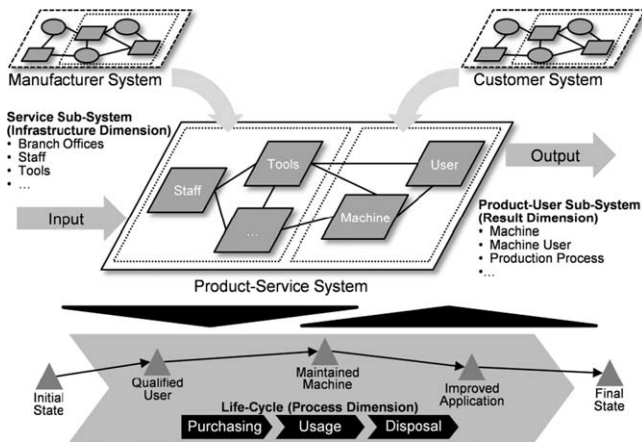 Manufacturer System
Customer System
Service Sub-System
(Infrastructure Dimension)
• Branch Offices
• Staff
• Tools
• ...
Input
Staff
Tools
...
Machine
User
Output
Product-User Sub-System
(Result Dimension)
• Machine
• Machine User
• Production Process
•...
Product-Service System
Initial
State
Qualified
User
Maintained
Machine
Improved
Application
Final
State
Life-Cycle (Process Dimension)
Purchasing
Usage
Disposal